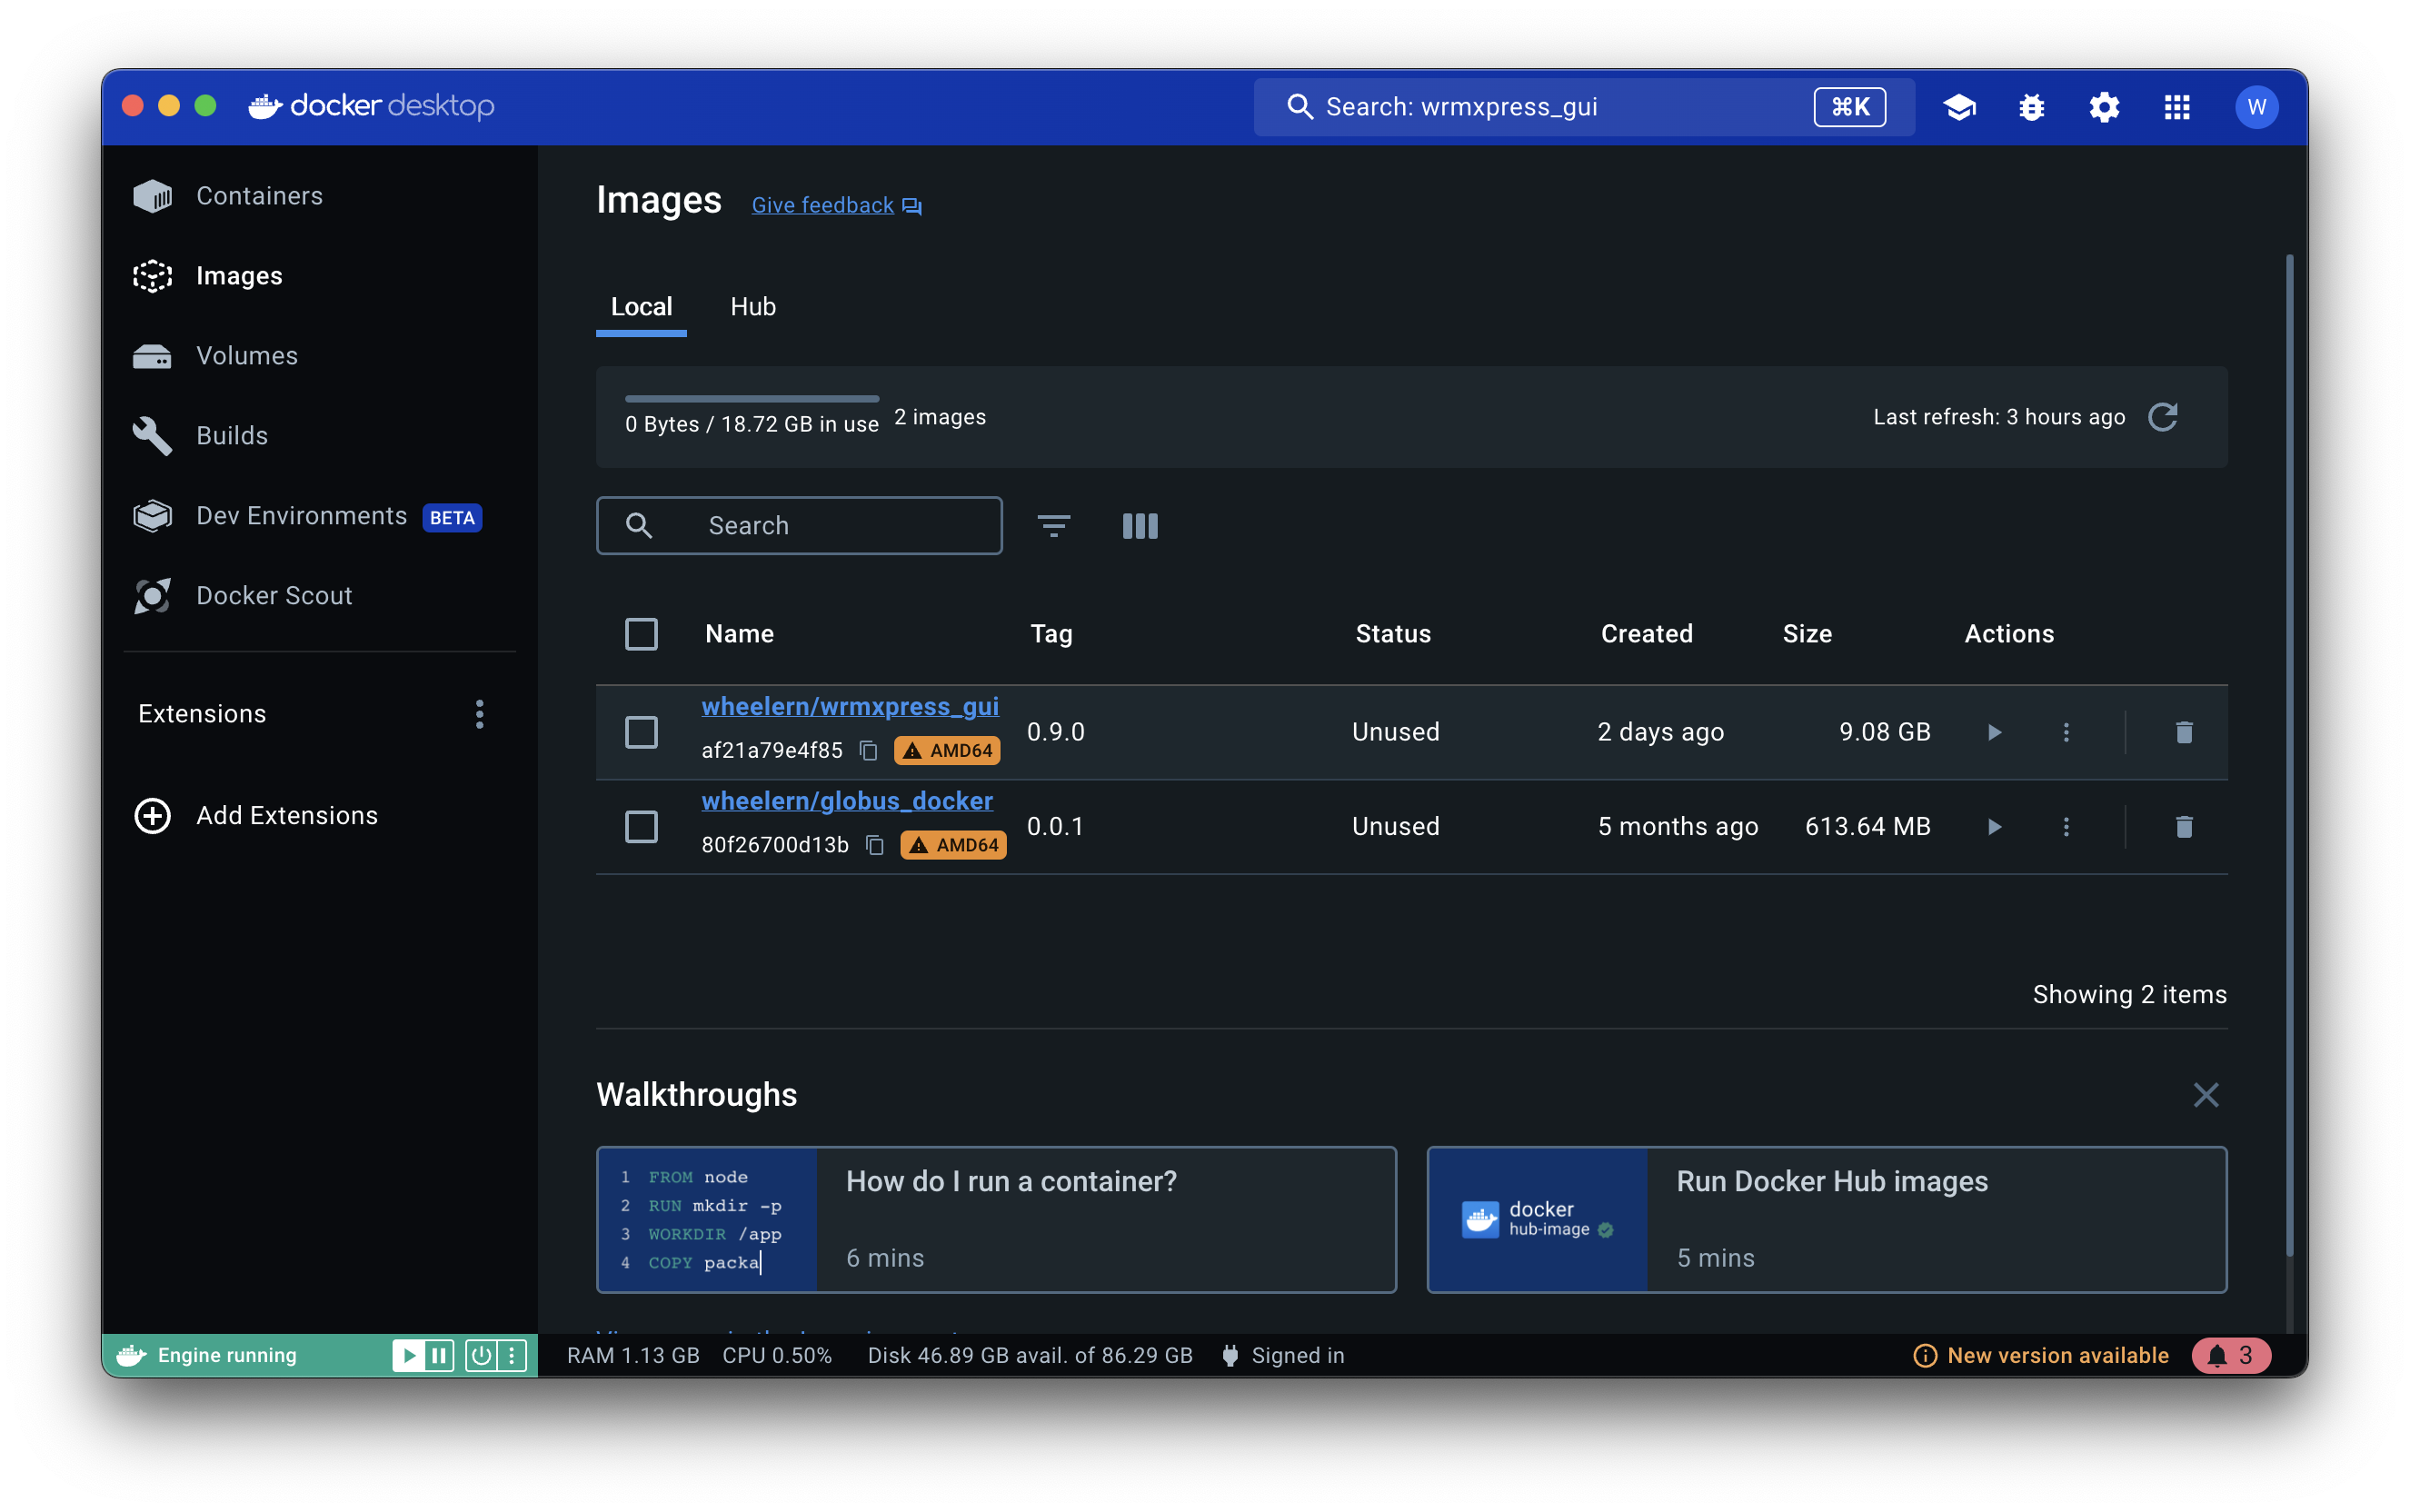 docker desktop
Search: wrmxpress_gui
⌘K
W
Containers
Images
Volumes
Builds
Dev Environments BETA
Docker Scout
Extensions
Add Extensions
Images
Give feedback
Local
Hub
0 Bytes / 18.72 GB in use
2 images
Last refresh: 3 hours ago
Search
Name Tag Status Created Size Actions
wheelern/wrmxpress_gui
af21a79e4f85 AMD64
0.9.0 Unused 2 days ago 9.08 GB
wheelern/globus_docker
80f26700d13b AMD64
0.0.1 Unused 5 months ago 613.64 MB
Showing 2 items
Walkthroughs
1 FROM node
2 RUN mkdir -p
3 WORKDIR /app
4 COPY packa
How do I run a container?
6 mins
docker
hub-image
Run Docker Hub images
5 mins
Engine running
RAM 1.13 GB CPU 0.50% Disk 46.89 GB avail. of 86.29 GB Signed in
New version available
3